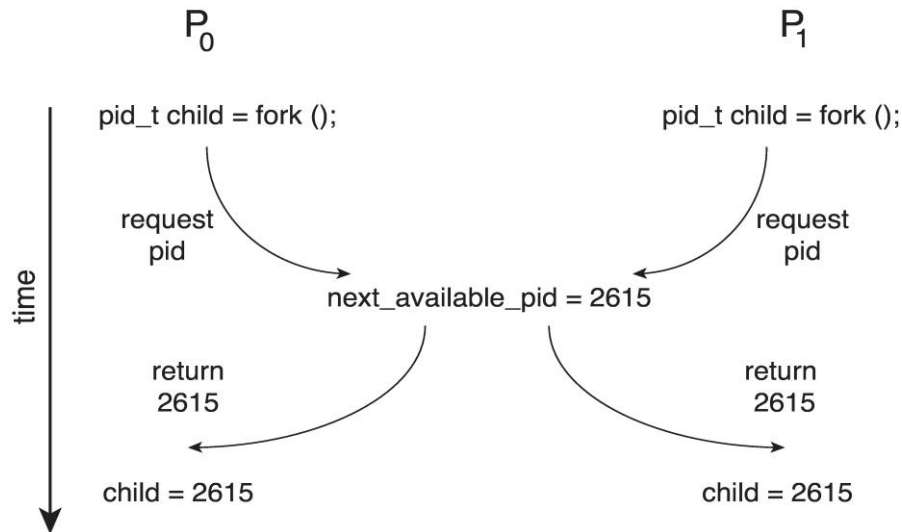 P0 P1
pid_t child = fork (); pid_t child = fork ();
request request
pid pid
next_available_pid = 2615
time
return return
2615 2615
child = 2615 child = 2615